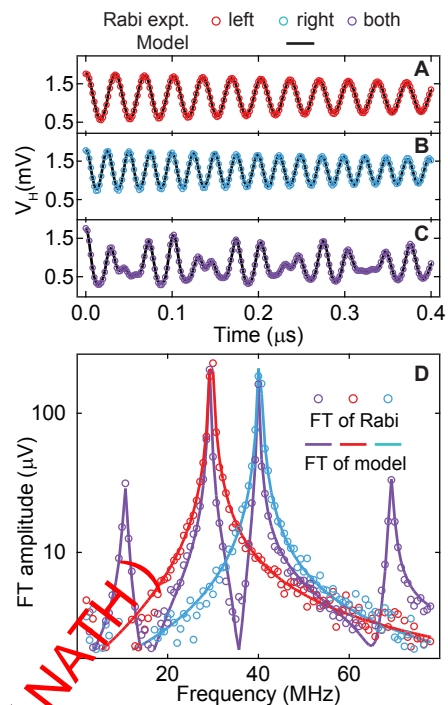 Rabi expt. left right both
Model
A
1.5
0.5
B
1.5
0.5
C
1.5
0.5
V_H(mV)
0.0 0.1 0.2 0.3 0.4
Time (μs)
D
100
10
FT amplitude (μV)
FT of Rabi
FT of model
20 40 60
Frequency (MHz)
NATH)